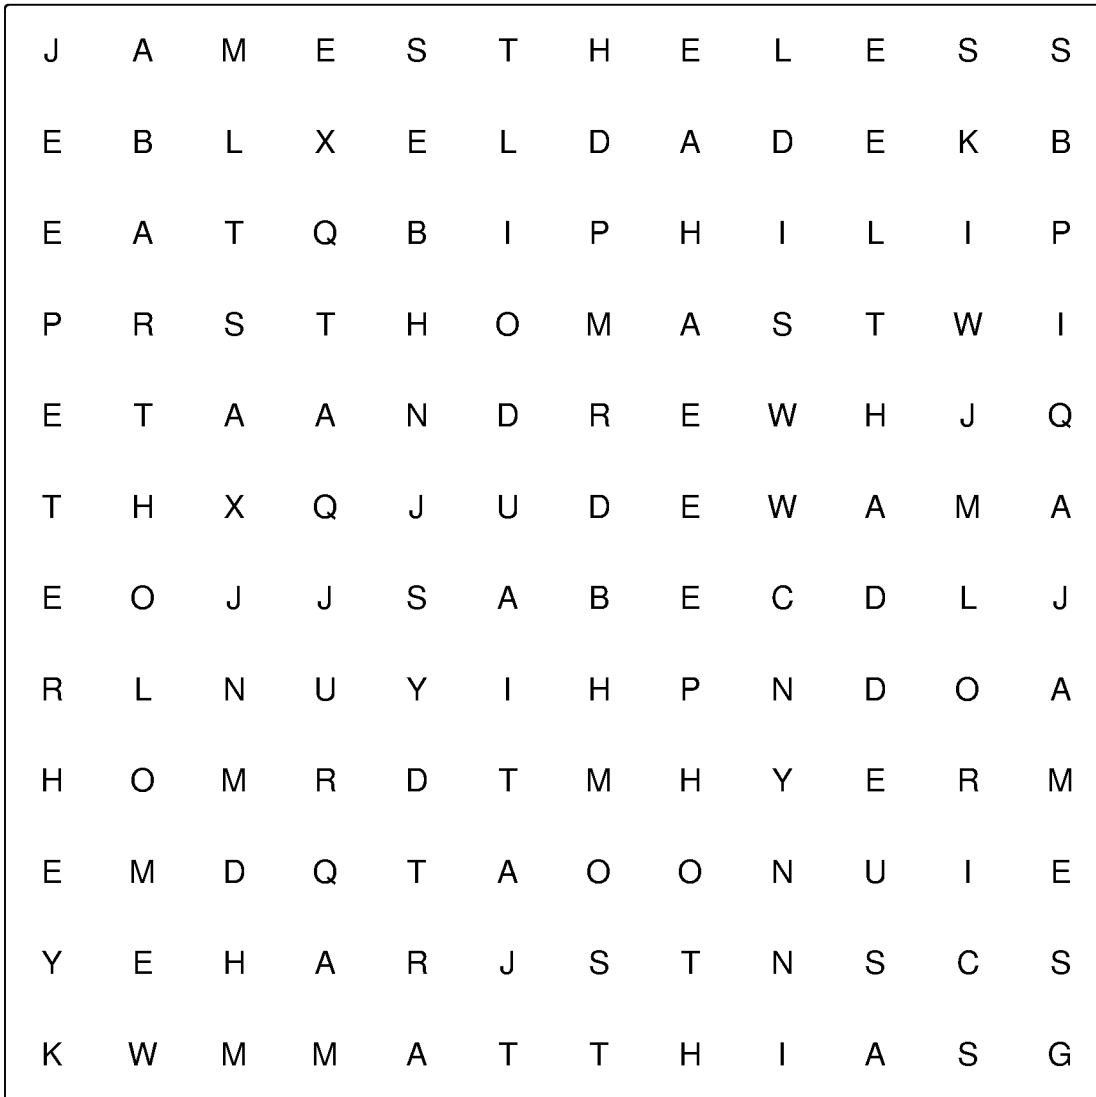 J A M E S T H E L E S S
E B L X E L D A D E K B
E A T Q B I P H I L I P
P R S T H O M A S T W I
E T A A N D R E W H J Q
T H X Q J U D E W A M A
E O J J S A B E C D L J
R L N U Y I H P N D O A
H O M R D T M H Y E R M
E M D Q T A O O N U I E
Y E H A R J S T N S C S
K W M M A T T H I A S G